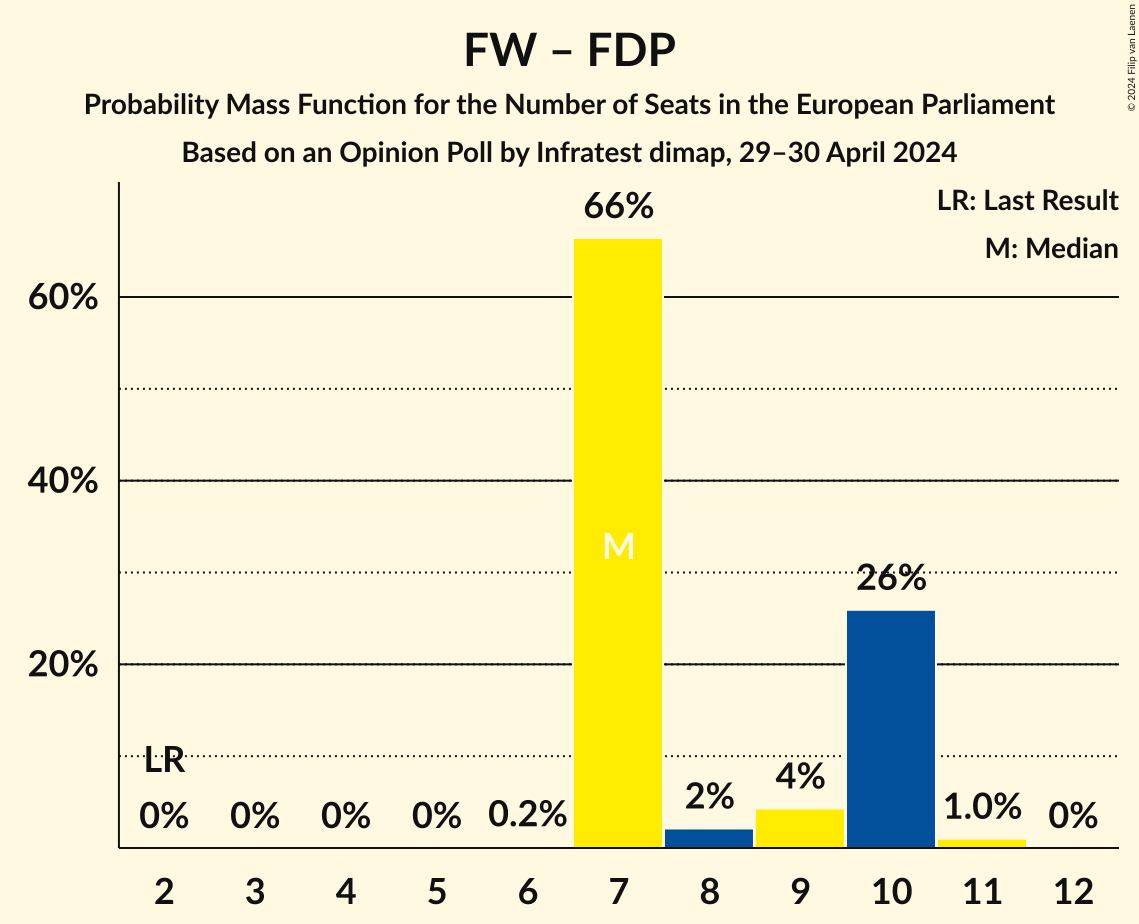 FW – FDP
Probability Mass Function for the Number of Seats in the European Parliament
Based on an Opinion Poll by Infratest dimap, 29–30 April 2024
© 2024 Filip van Laenen
LR: Last Result
M: Median
66%
60%
40%
M
26%
20%
LR
0%
0%
0%
0%
0.2%
2%
4%
1.0%
0%
2 3 4 5 6 7 8 9 10 11 12